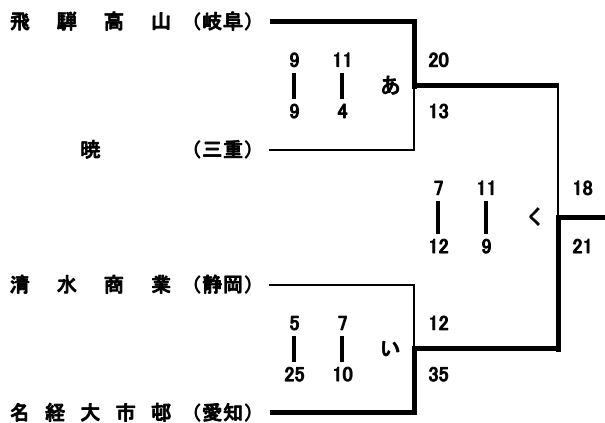 飛騨高山（岐阜）
9 11 20
あ
9 4 13
暁（三重）
7 11 18
く
12 9 21
清水商業（静岡）
5 7 12
い
25 10 35
名経大市邨（愛知）